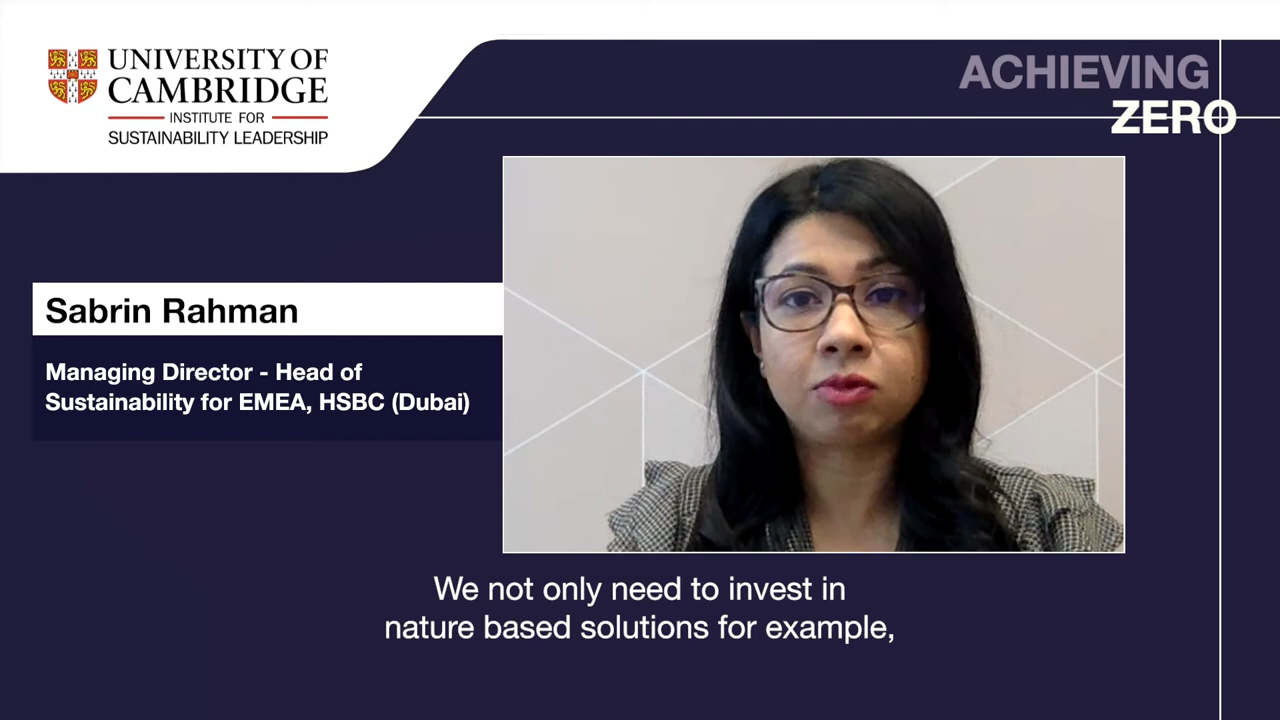 UNIVERSITY OF
CAMBRIDGE
INSTITUTE FOR
SUSTAINABILITY LEADERSHIP
ACHIEVING
ZERO
Sabrin Rahman
Managing Director - Head of
Sustainability for EMEA, HSBC (Dubai)
We not only need to invest in
nature based solutions for example,